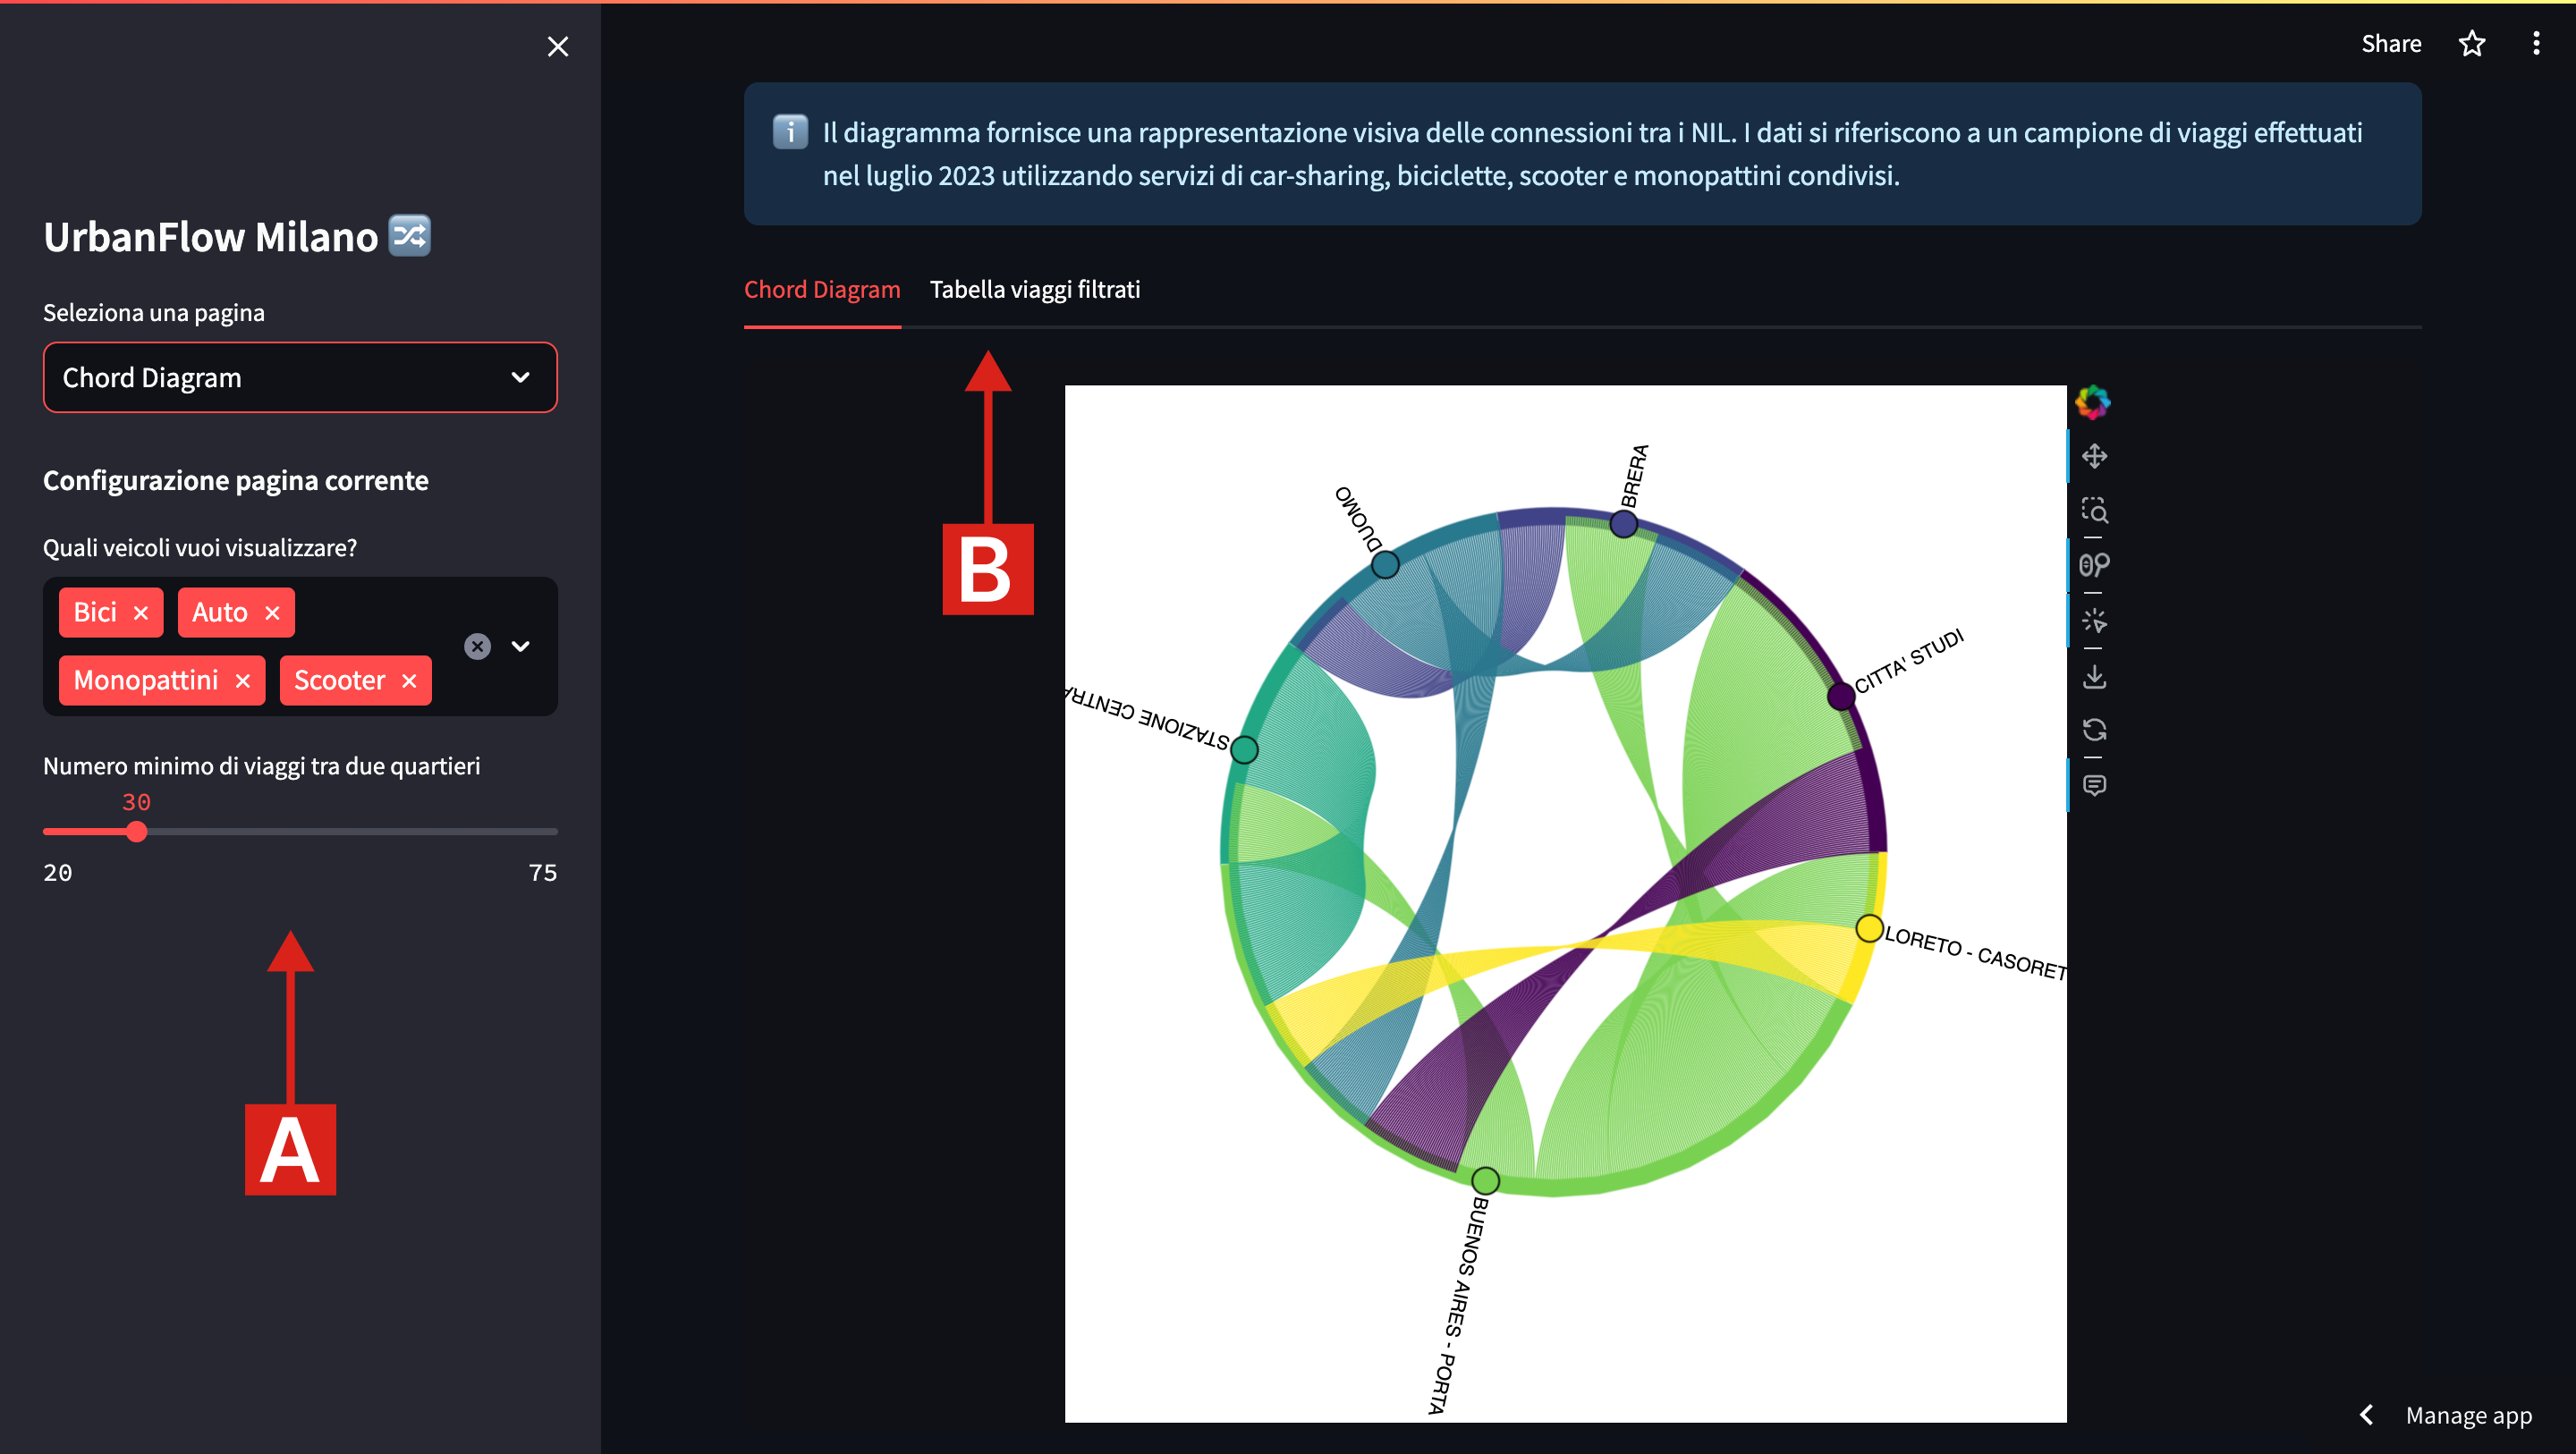 Share
UrbanFlow Milano
Seleziona una pagina
Chord Diagram
Configurazione pagina corrente
Quali veicoli vuoi visualizzare?
Bici
Auto
Monopattini
Scooter
Numero minimo di viaggi tra due quartieri
30
20
75
A
Il diagramma fornisce una rappresentazione visiva delle connessioni tra i NIL. I dati si riferiscono a un campione di viaggi effettuati
nel luglio 2023 utilizzando servizi di car-sharing, biciclette, scooter e monopattini condivisi.
Chord Diagram
Tabella viaggi filtrati
B
BRERA
DUOMO
CITTA' STUDI
STAZIONE CENTRA
LORETO - CASORET
BUENOS AIRES - PORTA
Manage app